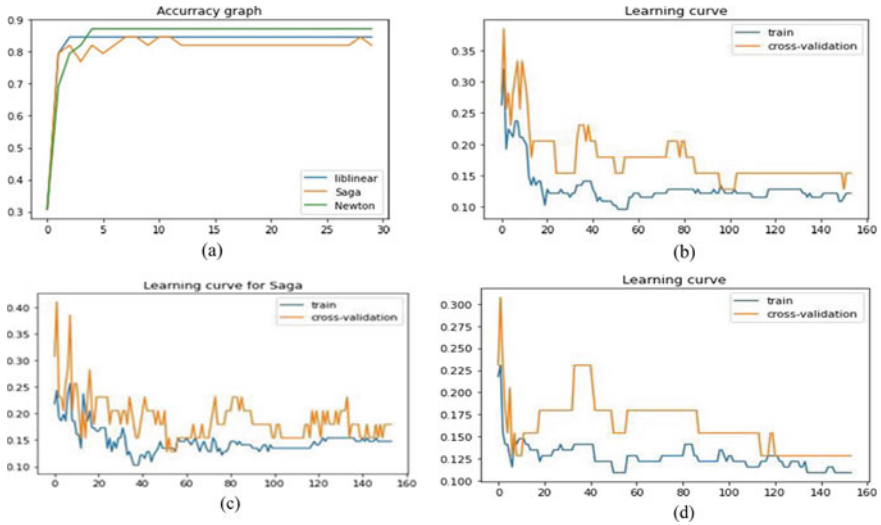 Accurracy graph
0.9
0.8
0.7
0.6
0.5
0.4
0.3
liblinear
Saga
Newton
0 5 10 15 20 25 30
(a)
Learning curve
train
cross-validation
0.35
0.30
0.25
0.20
0.15
0.10
0 20 40 60 80 100 120 140 160
(b)
Learning curve for Saga
train
cross-validation
0.40
0.35
0.30
0.25
0.20
0.15
0.10
0 20 40 60 80 100 120 140 160
(c)
Learning curve
train
cross-validation
0.300
0.275
0.250
0.225
0.200
0.175
0.150
0.125
0.100
0 20 40 60 80 100 120 140 160
(d)